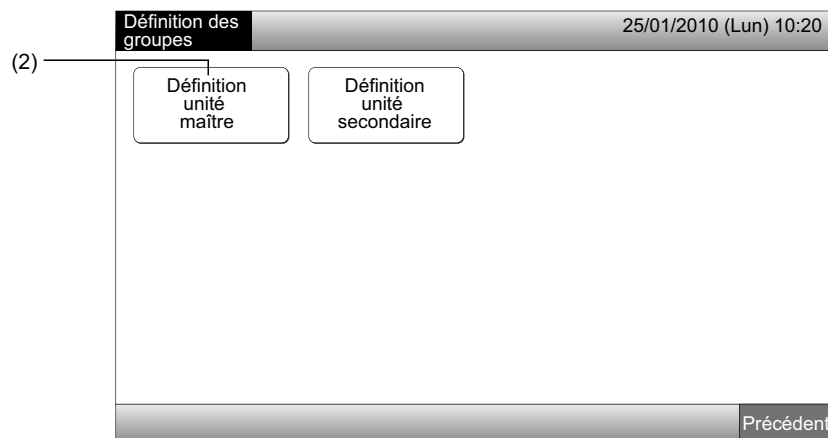 Définition des
groupes
25/01/2010 (Lun) 10:20
(2)
Définition
unité
maître
Définition
unité
secondaire
Précédent